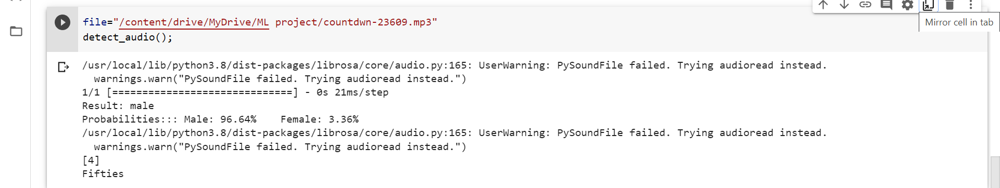 Mirror cell in tab
file="/content/drive/MyDrive/ML project/countdwn-23609.mp3"
detect_audio();
/usr/local/lib/python3.8/dist-packages/librosa/core/audio.py:165: UserWarning: PySoundFile failed. Trying audioread instead.
  warnings.warn("PySoundFile failed. Trying audioread instead.")
1/1 [==============================] - 0s 21ms/step
Result: male
Probabilities::: Male: 96.64%    Female: 3.36%
/usr/local/lib/python3.8/dist-packages/librosa/core/audio.py:165: UserWarning: PySoundFile failed. Trying audioread instead.
  warnings.warn("PySoundFile failed. Trying audioread instead.")
[4]
Fifties